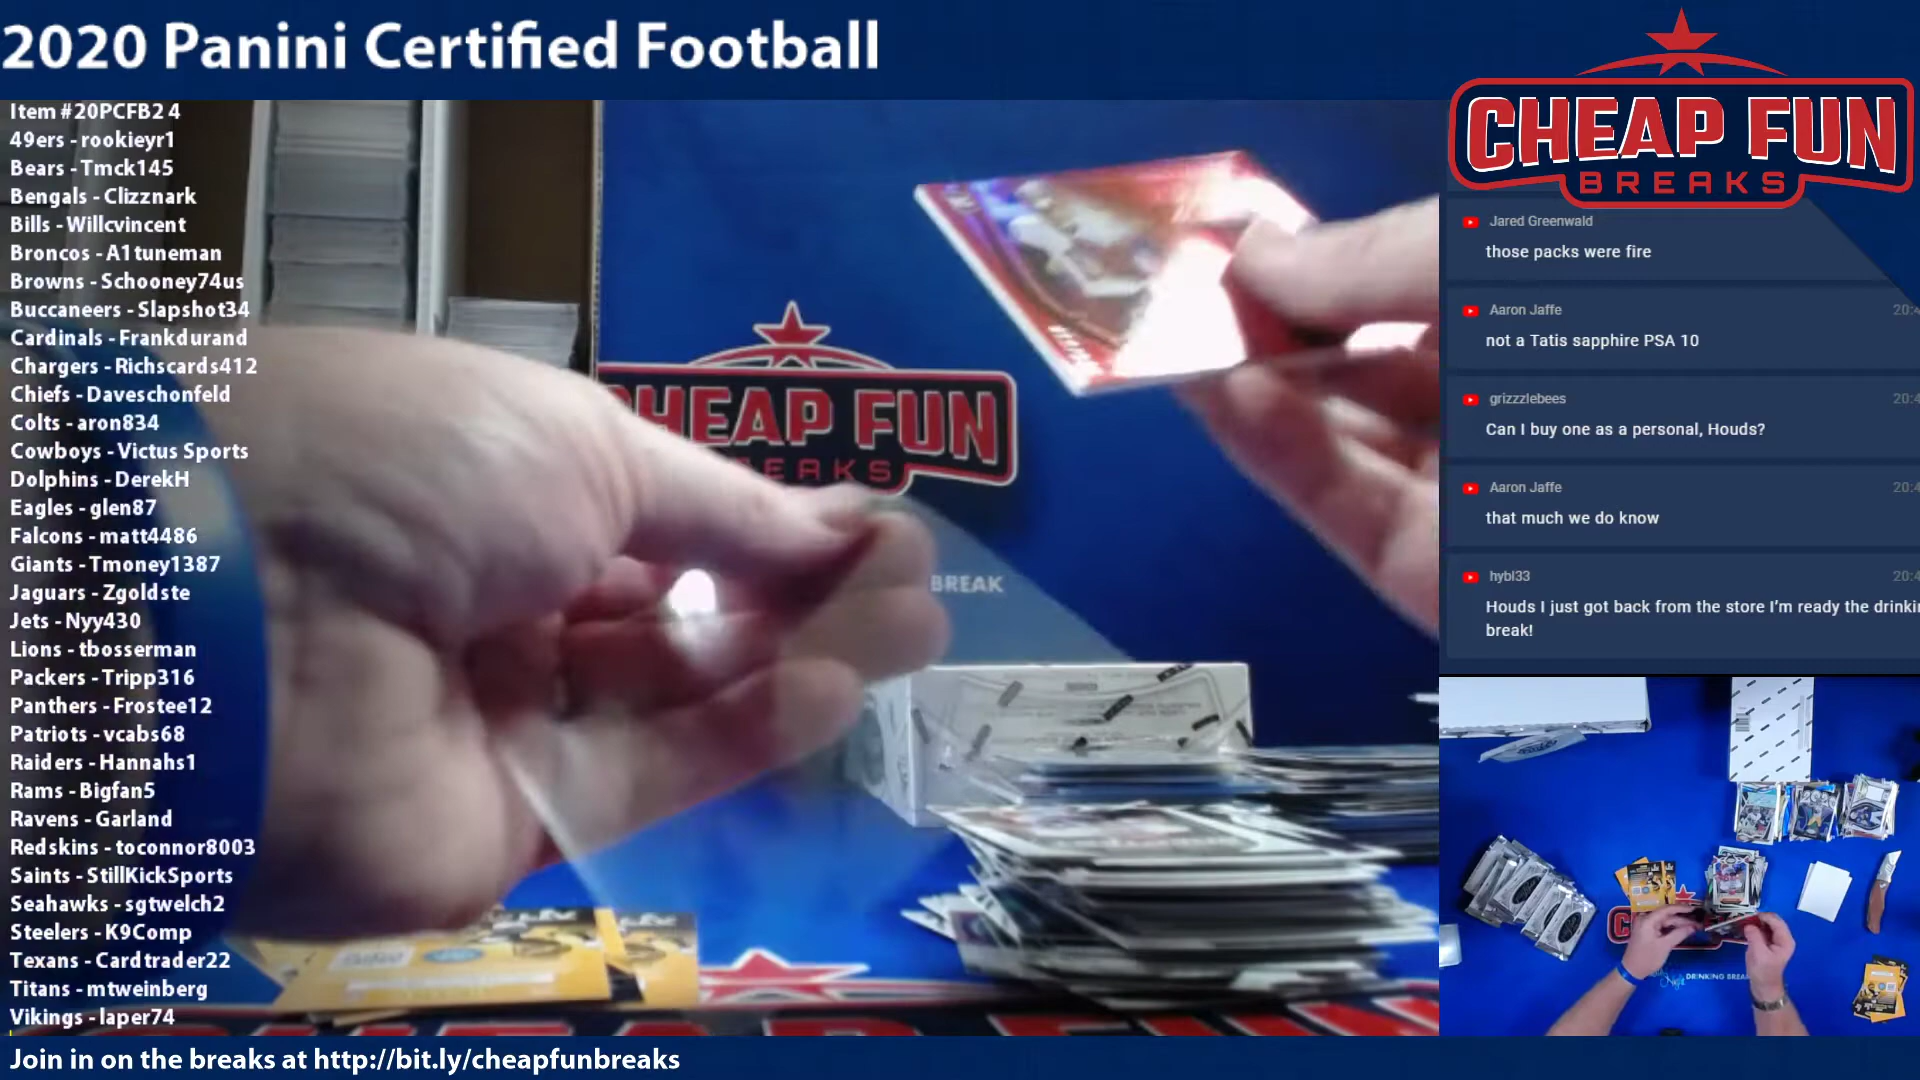 2020 Panini Certified Football
Item #20PCFB2 4
49ers - rookieyr1
Bears - Tmck145
Bengals - Clizznark
Bills - Willcvincent
Broncos - A1tuneman
Browns - Schooney74us
Buccaneers - Slapshot34
Cardinals - Frankdurand
Chargers - Richscards412
Chiefs - Daveschonfeld
Colts - aron834
Cowboys - Victus Sports
Dolphins - DerekH
Eagles - glen87
Falcons - matt4486
Giants - Tmoney1387
Jaguars - Zgoldste
Jets - Nyy430
Lions - tbosserman
Packers - Tripp316
Panthers - Frostee12
Patriots - vcabs68
Raiders - Hannahs1
Rams - Bigfan5
Ravens - Garland
Redskins - toconnor8003
Saints - StillKickSports
Seahawks - sgtwelch2
Steelers - K9Comp
Texans - Cardtrader22
Titans - mtweinberg
Vikings - laper74
Join in on the breaks at http://bit.ly/cheapfunbreaks
CHEAP FUN
BREAKS
BREAK
CHEAP FUN
BREAKS
Jared Greenwald
those packs were fire
Aaron Jaffe
not a Tatis sapphire PSA 10
grizzzlebees
Can I buy one as a personal, Houds?
Aaron Jaffe
that much we do know
hybl33
Houds I just got back from the store I'm ready the
break!
DRINKING BREAK